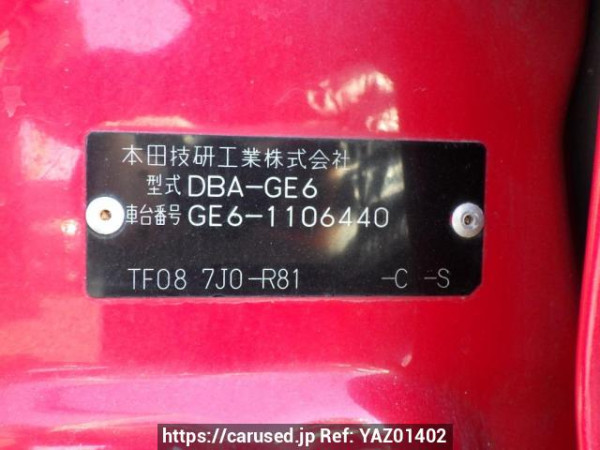 本田技研工業株式会社
型式 DBA-GE6
車台番号 GE6-1106440
TF08 7J0-R81 -C -S
https://carused.jp Ref: YAZ01402